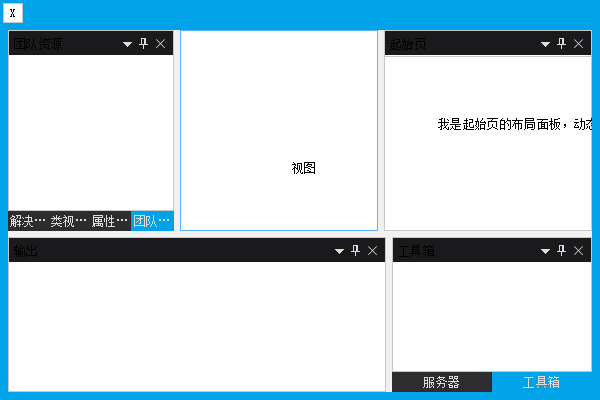 X
团队资源
起始页
我是起始页的布局面板，动态
视图
解决… 类视… 属性… 团队…
输出
工具箱
服务器 工具箱